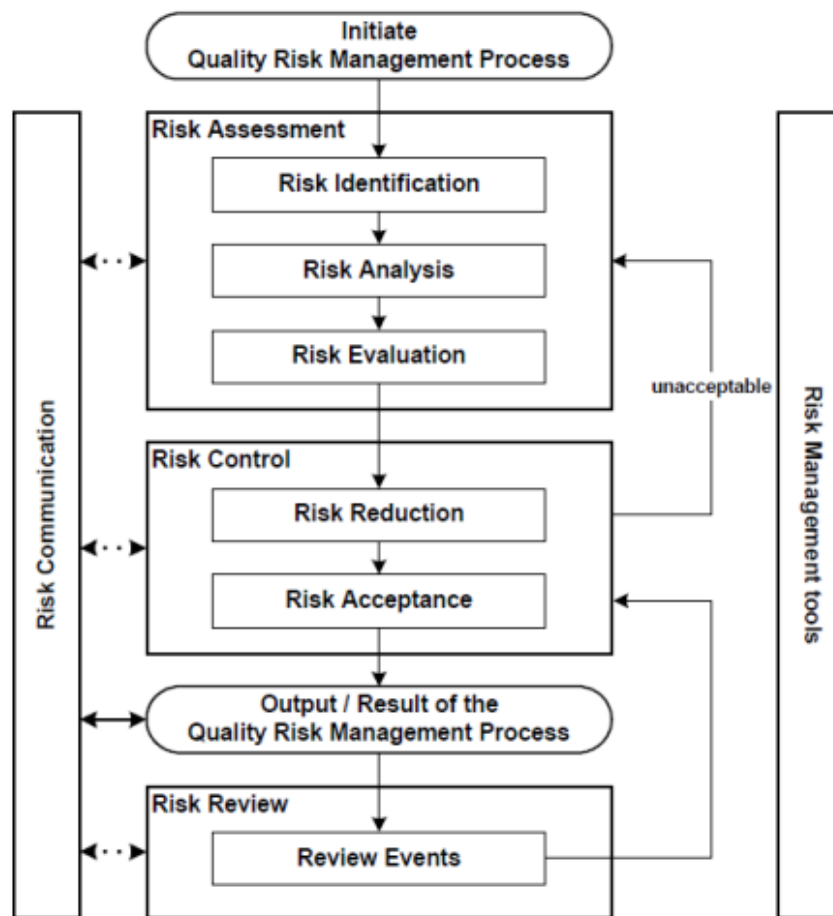 Initiate
Quality Risk Management Process
Risk Assessment
Risk Identification
Risk Analysis
Risk Evaluation
unacceptable
Risk Control
Risk Reduction
Risk Acceptance
Output / Result of the
Quality Risk Management Process
Risk Review
Review Events
Risk Communication
Risk Management tools